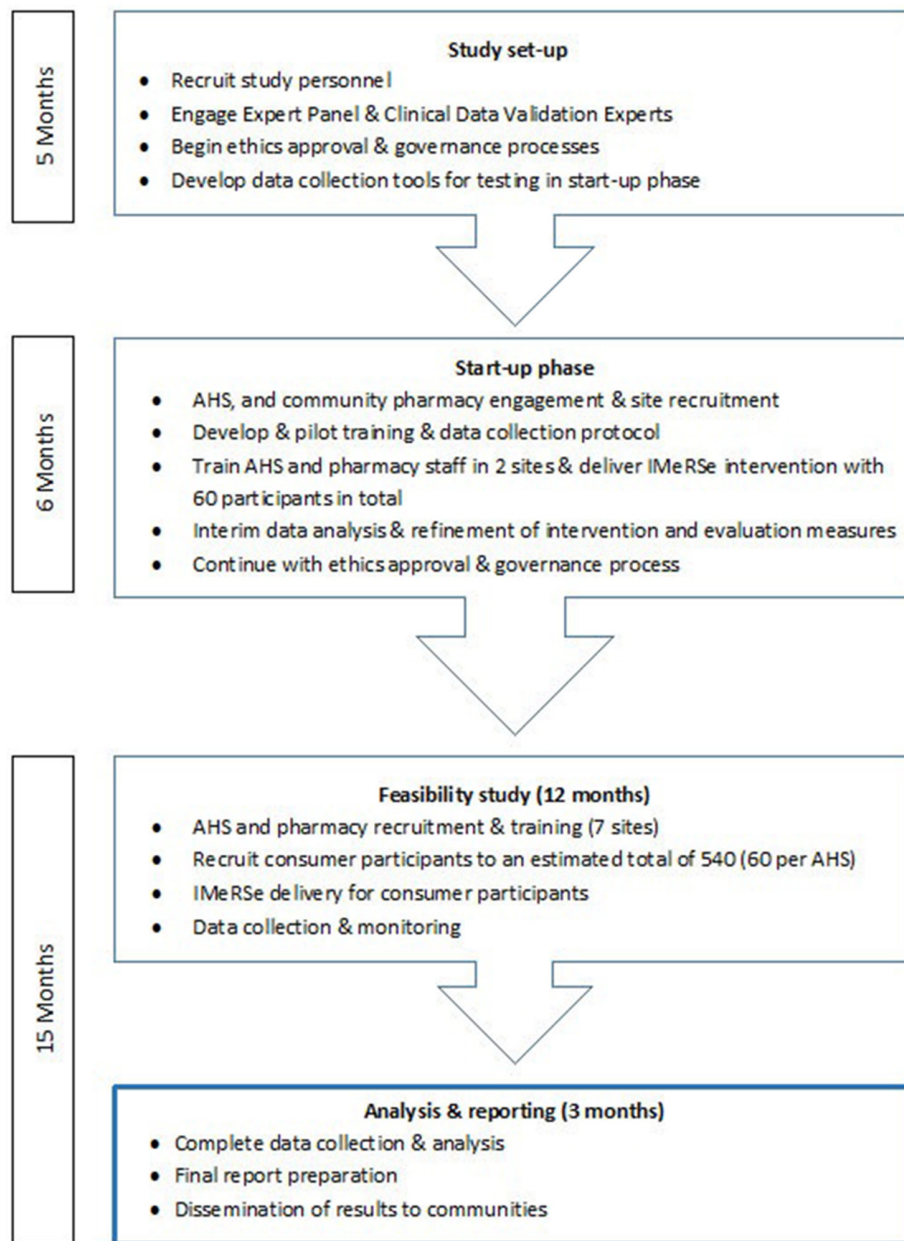 5 Months
Study set-up
• Recruit study personnel
• Engage Expert Panel & Clinical Data Validation Experts
• Begin ethics approval & governance processes
• Develop data collection tools for testing in start-up phase
6 Months
Start-up phase
• AHS, and community pharmacy engagement & site recruitment
• Develop & pilot training & data collection protocol
• Train AHS and pharmacy staff in 2 sites & deliver IMeRSe intervention with
60 participants in total
• Interim data analysis & refinement of intervention and evaluation measures
• Continue with ethics approval & governance process
15 Months
Feasibility study (12 months)
• AHS and pharmacy recruitment & training (7 sites)
• Recruit consumer participants to an estimated total of 540 (60 per AHS)
• IMeRSe delivery for consumer participants
• Data collection & monitoring
Analysis & reporting (3 months)
• Complete data collection & analysis
• Final report preparation
• Dissemination of results to communities